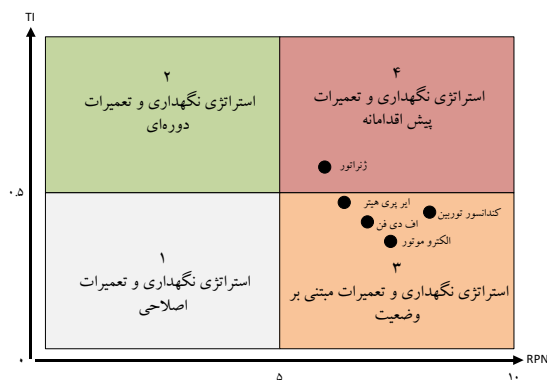 TI
۲
استراتژی نگهداری و تعمیرات
دوره‌ای
۴
استراتژی نگهداری و تعمیرات
پیش اقدامانه
ژنراتور
۰.۵
ایر پری هیتر
کندانسور توربین
اف دی فن
الکترو موتور
۱
استراتژی نگهداری و تعمیرات
اصلاحی
۳
استراتژی نگهداری و تعمیرات مبتنی بر
وضعیت
۰
RPN
۵
۱۰